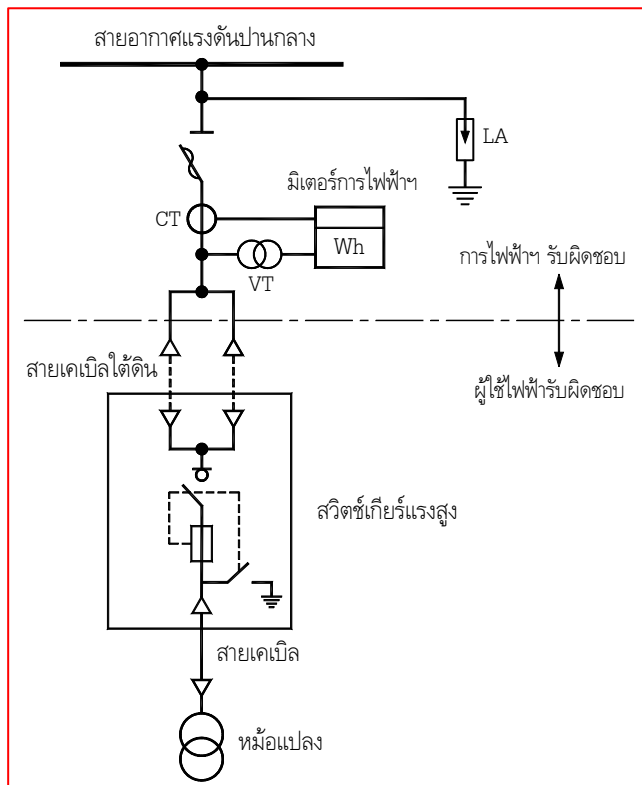 สายอากาศแรงดันปานกลาง
LA
มิเตอร์การไฟฟ้าฯ
CT
Wh
VT
การไฟฟ้าฯ รับผิดชอบ
สายเคเบิลใต้ดิน
ผู้ใช้ไฟฟ้ารับผิดชอบ
สวิตช์เกียร์แรงสูง
สายเคเบิล
หม้อแปลง